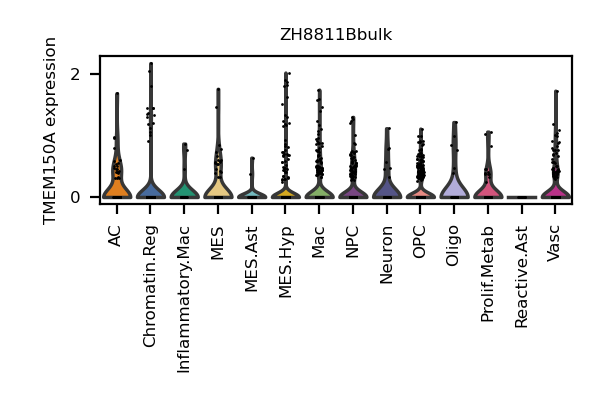 ZH8811Bbulk
TMEM150A expression
2
0
AC
Chromatin.Reg
Inflammatory.Mac
MES
MES.Ast
MES.Hyp
Mac
NPC
Neuron
OPC
Oligo
Prolif.Metab
Reactive.Ast
Vasc